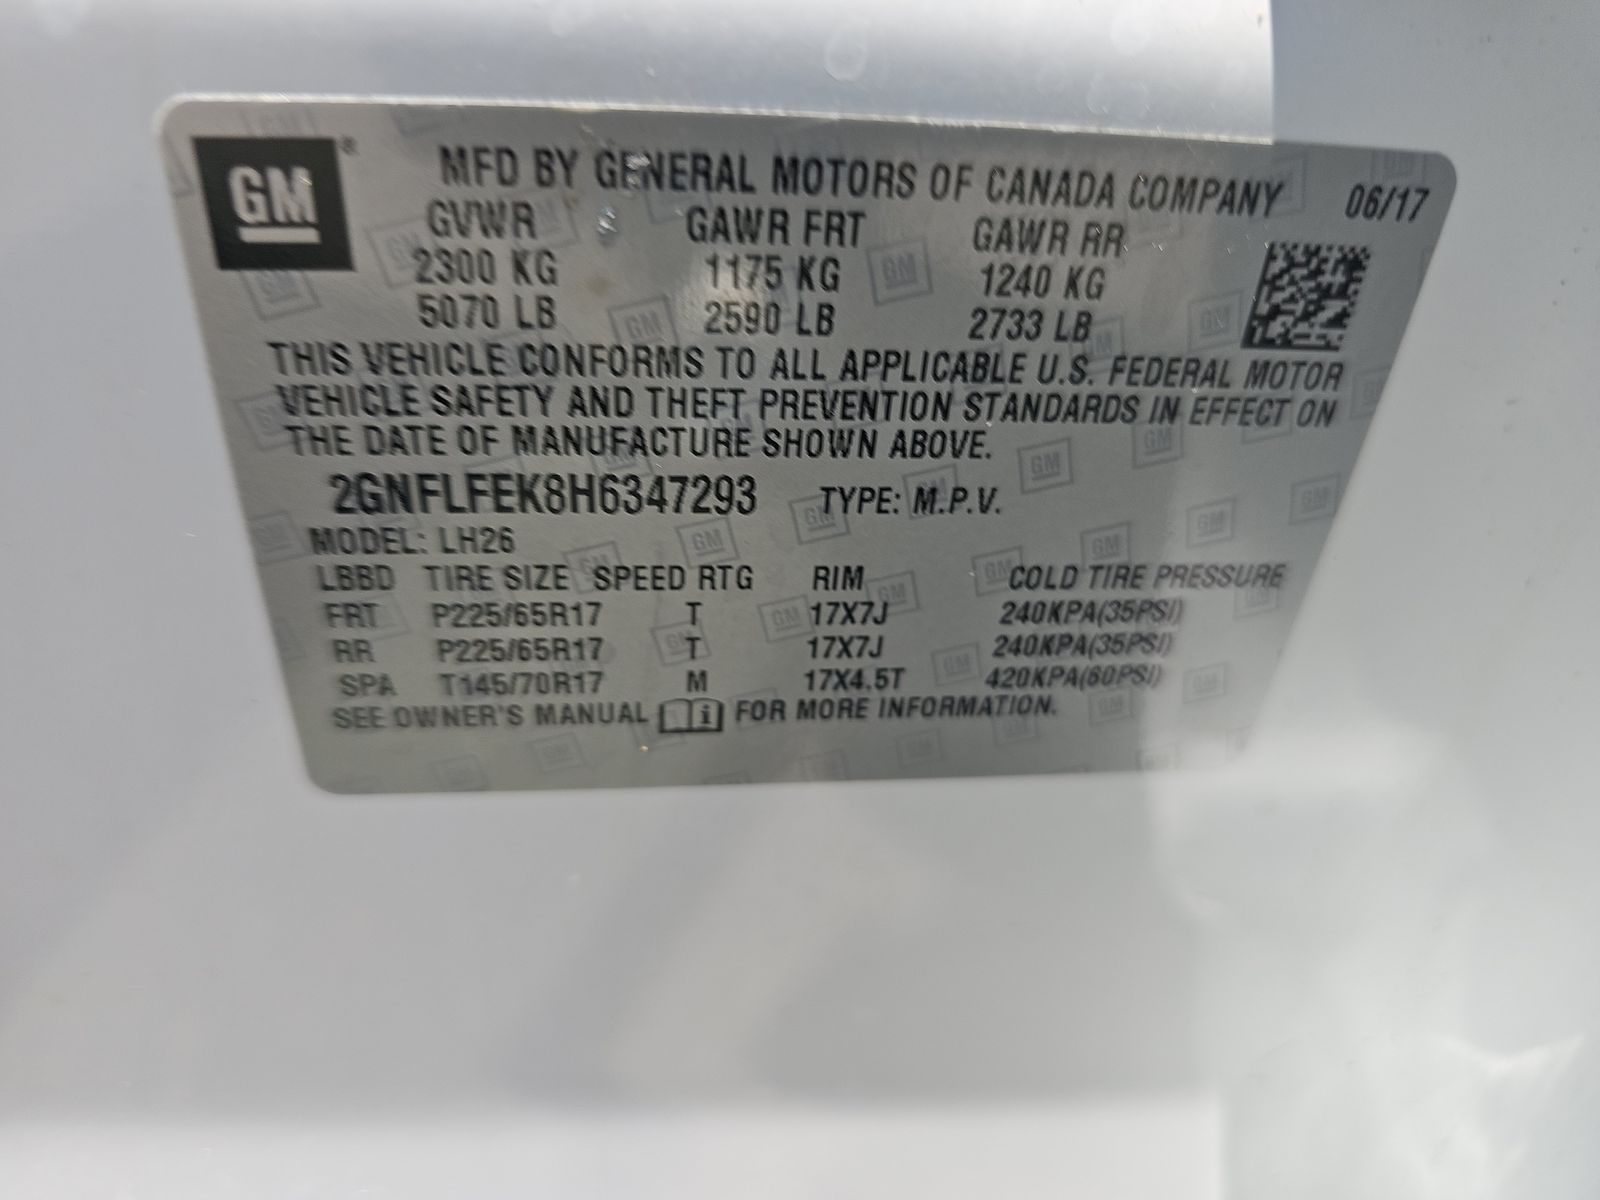 GM® MFD BY GENERAL MOTORS OF CANADA COMPANY 06/17
GVWR GAWR FRT GAWR RR
2300 KG 1175 KG 1240 KG
5070 LB 2590 LB 2733 LB
THIS VEHICLE CONFORMS TO ALL APPLICABLE U.S. FEDERAL MOTOR
VEHICLE SAFETY AND THEFT PREVENTION STANDARDS IN EFFECT ON
THE DATE OF MANUFACTURE SHOWN ABOVE.
2GNFLFEK8H6347293 TYPE: M.P.V.
MODEL: LH26
LBBD TIRE SIZE SPEED RTG RIM COLD TIRE PRESSURE
FRT P225/65R17 T 17X7J 240KPA(35PSI)
RR P225/65R17 T 17X7J 240KPA(35PSI)
SPA T145/70R17 M 17X4.5T 420KPA(60PSI)
SEE OWNER'S MANUAL i FOR MORE INFORMATION.